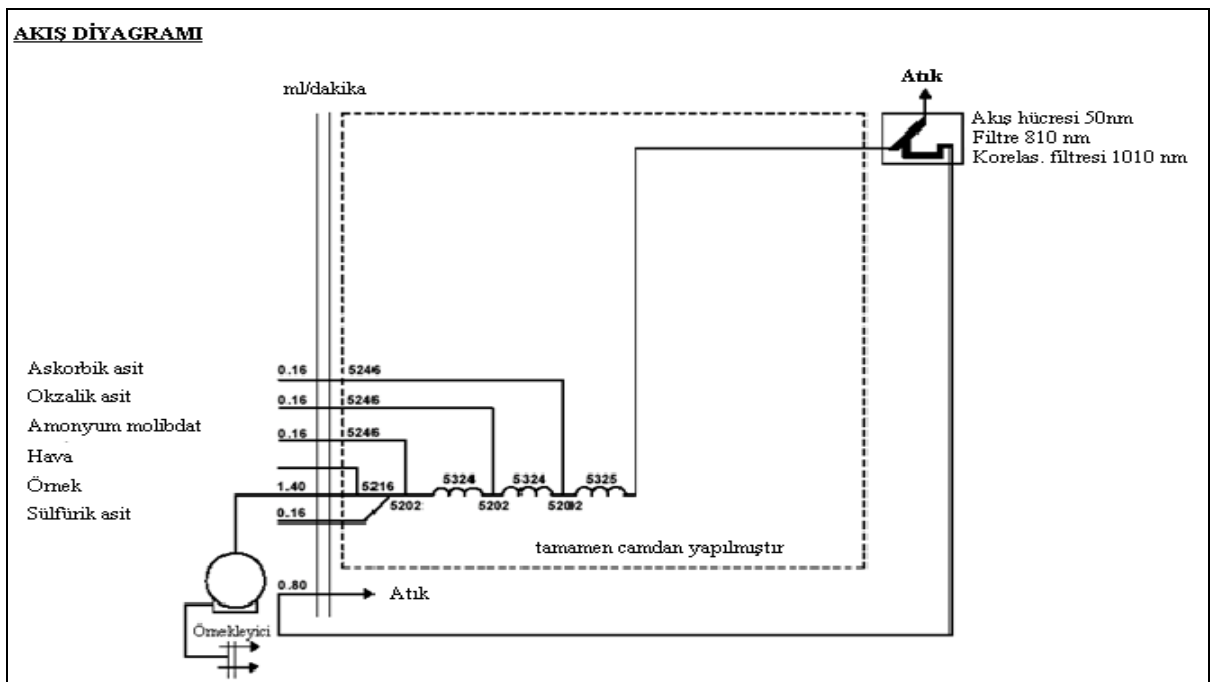 AKIŞ DİYAGRAMI
ml/dakika
Atık
Akış hücresi 50nm
Filtre 810 nm
Korelas. filtresi 1010 nm
Askorbik asit
0.16 5246
Okzalik asit
0.16 5246
Amonyum molibdat
0.16 5246
Hava
Örnek
1.40 5216 5324 5324 5325
5202 5202 5202
Sülfürik asit
0.16
tamamen camdan yapılmıştır
0.80 Atık
Örnekleyici